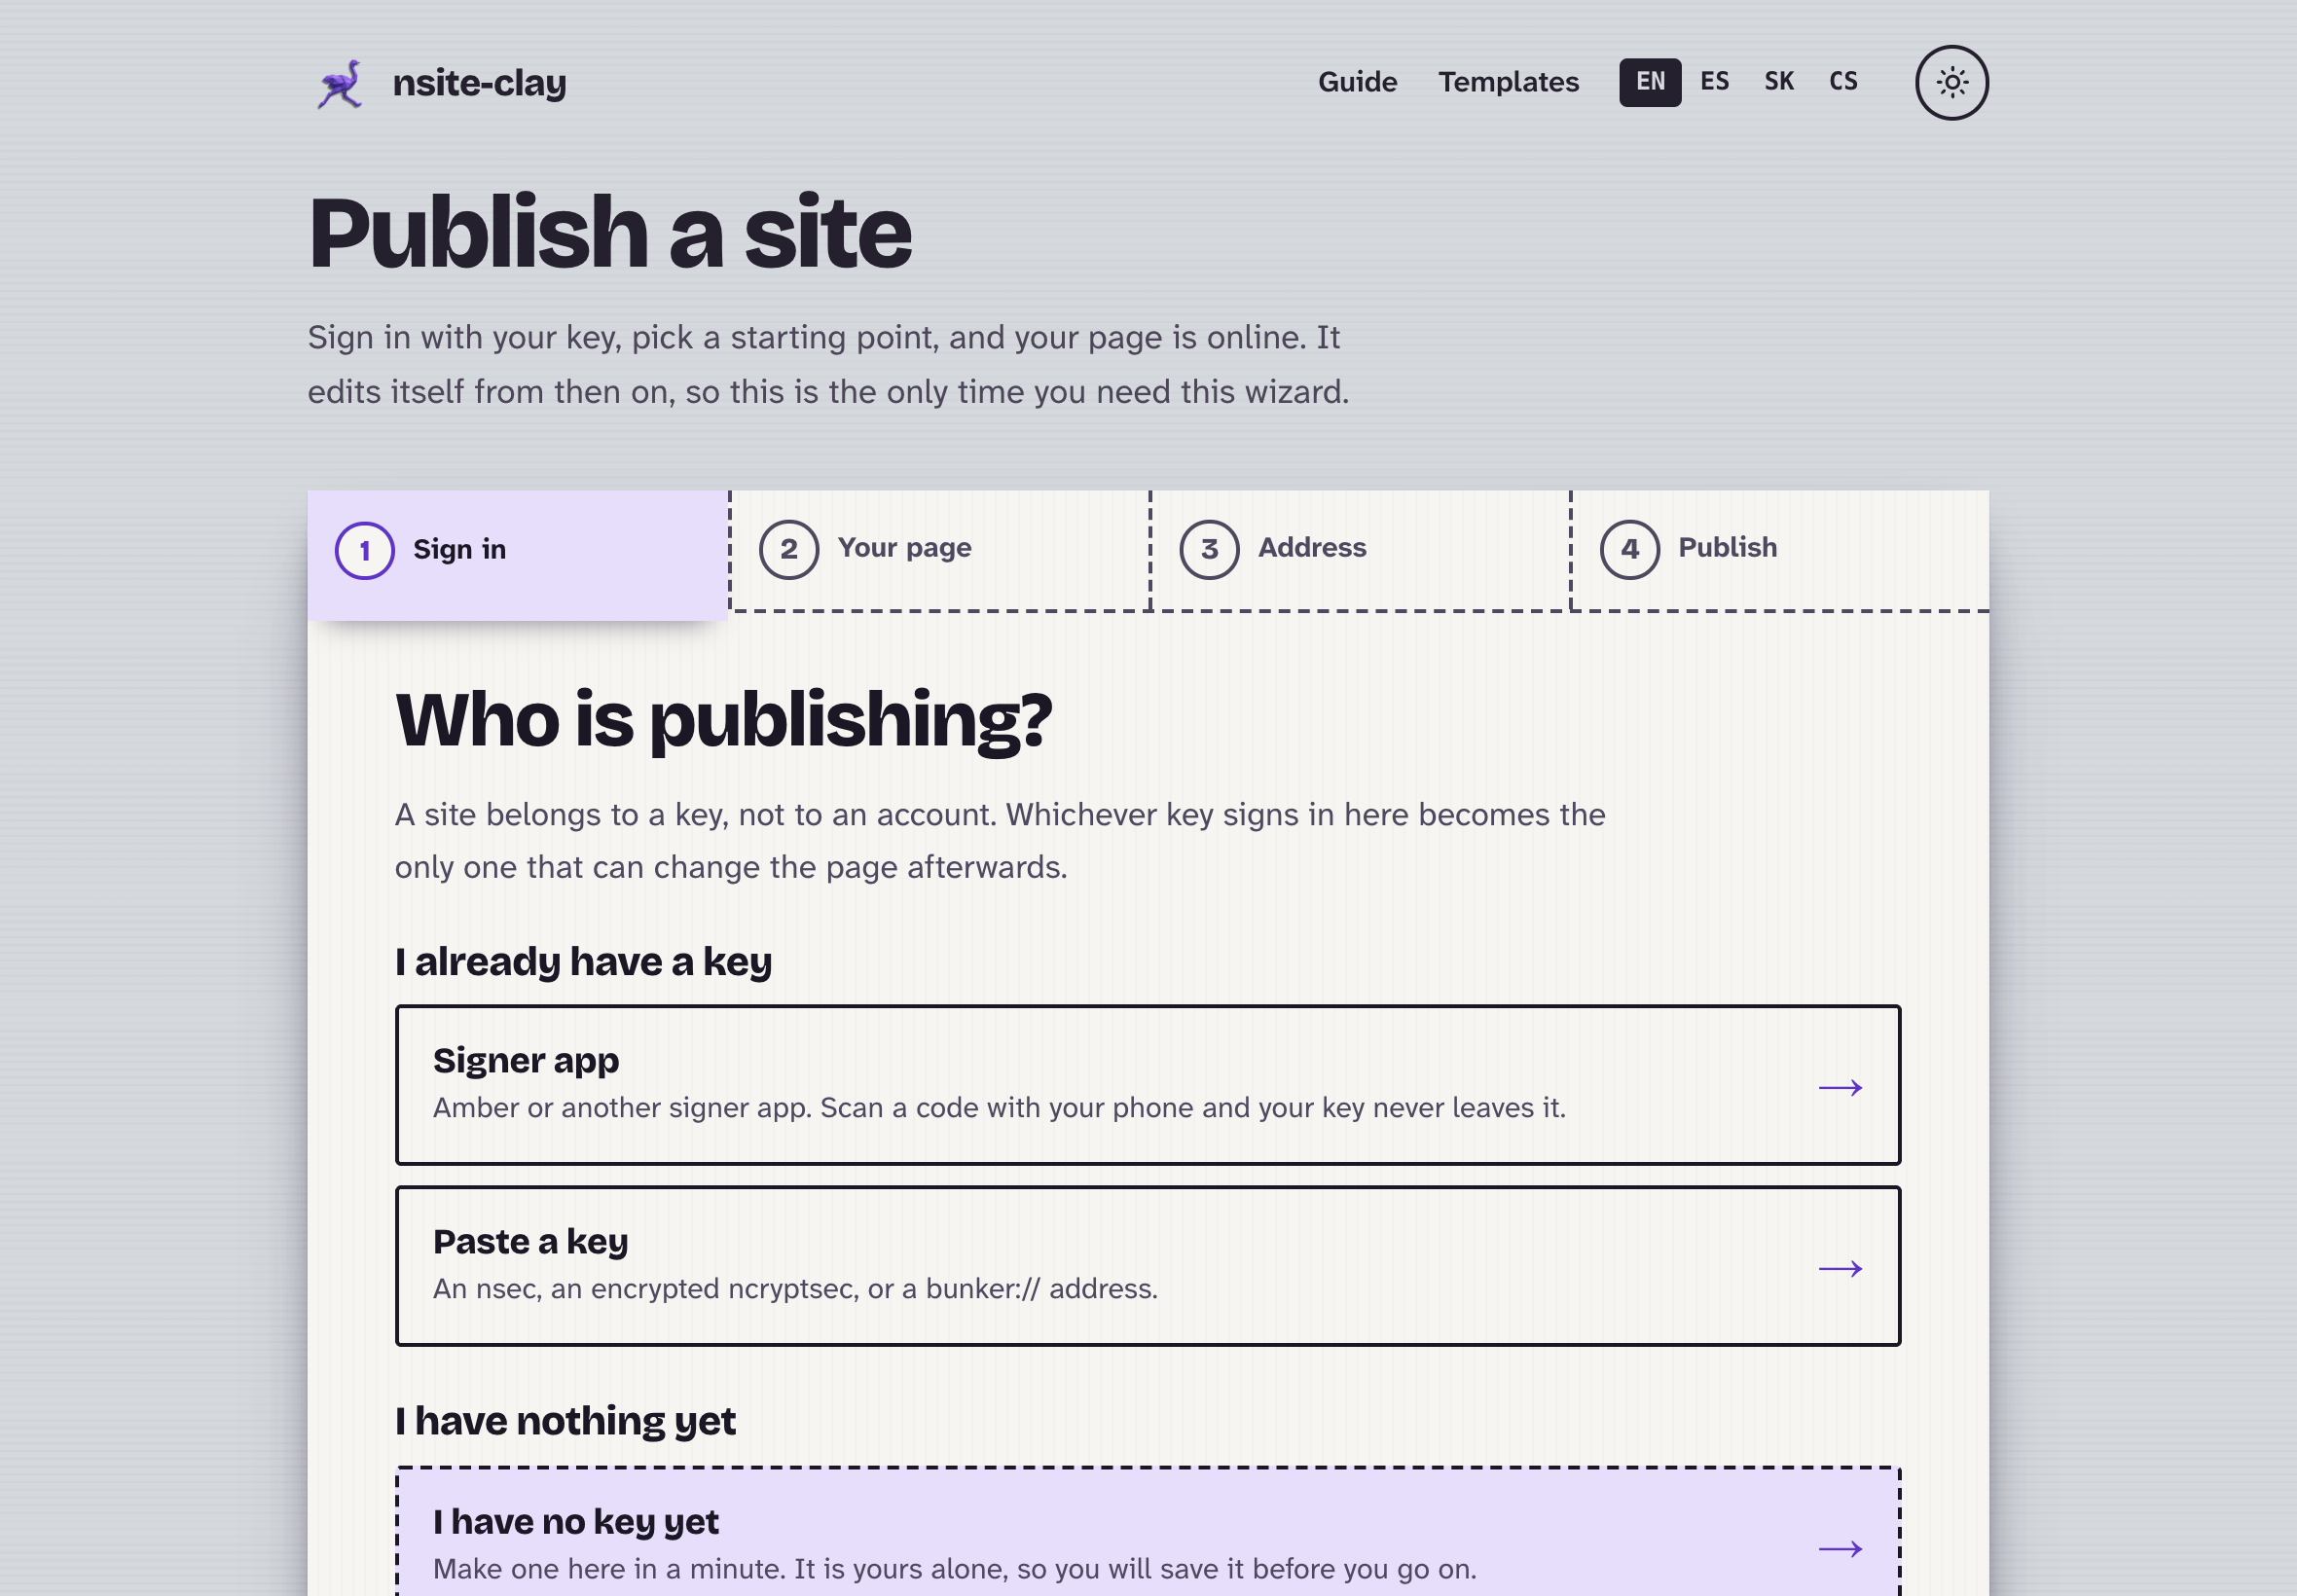 nsite-clay
Guide
Templates
EN
ES
SK
CS
Publish a site
Sign in with your key, pick a starting point, and your page is online. It
edits itself from then on, so this is the only time you need this wizard.
1 Sign in
2 Your page
3 Address
4 Publish
Who is publishing?
A site belongs to a key, not to an account. Whichever key signs in here becomes the
only one that can change the page afterwards.
I already have a key
Signer app
Amber or another signer app. Scan a code with your phone and your key never leaves it.
→
Paste a key
An nsec, an encrypted ncryptsec, or a bunker:// address.
→
I have nothing yet
I have no key yet
Make one here in a minute. It is yours alone, so you will save it before you go on.
→